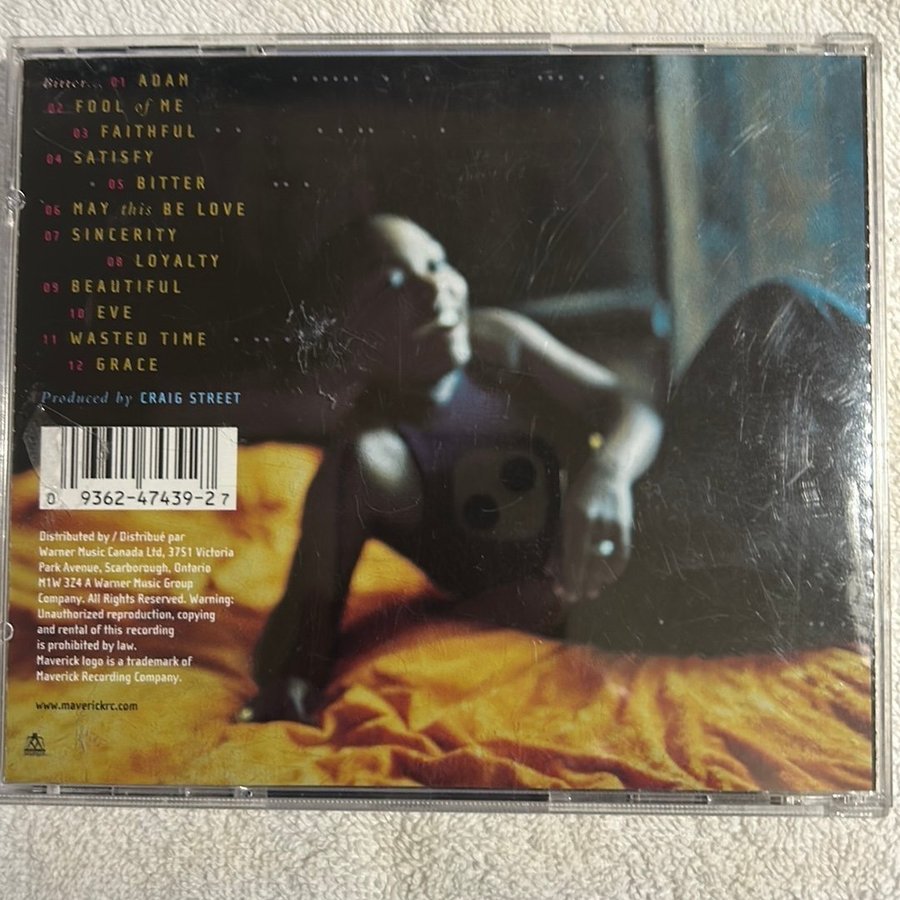 Bitter... 01 ADAM
02 FOOL of ME
03 FAITHFUL
04 SATISFY
05 BITTER
06 MAY this BE LOVE
07 SINCERITY
08 LOYALTY
09 BEAUTIFUL
10 EVE
11 WASTED TIME
12 GRACE
Produced by CRAIG STREET
0 9362-47439-2 7
Distributed by / Distribué par
Warner Music Canada Ltd, 3751 Victoria
Park Avenue, Scarborough, Ontario
M1W 3Z4 A Warner Music Group
Company. All Rights Reserved. Warning:
Unauthorized reproduction, copying
and rental of this recording
is prohibited by law.
Maverick logo is a trademark of
Maverick Recording Company.
www.maverickrc.com